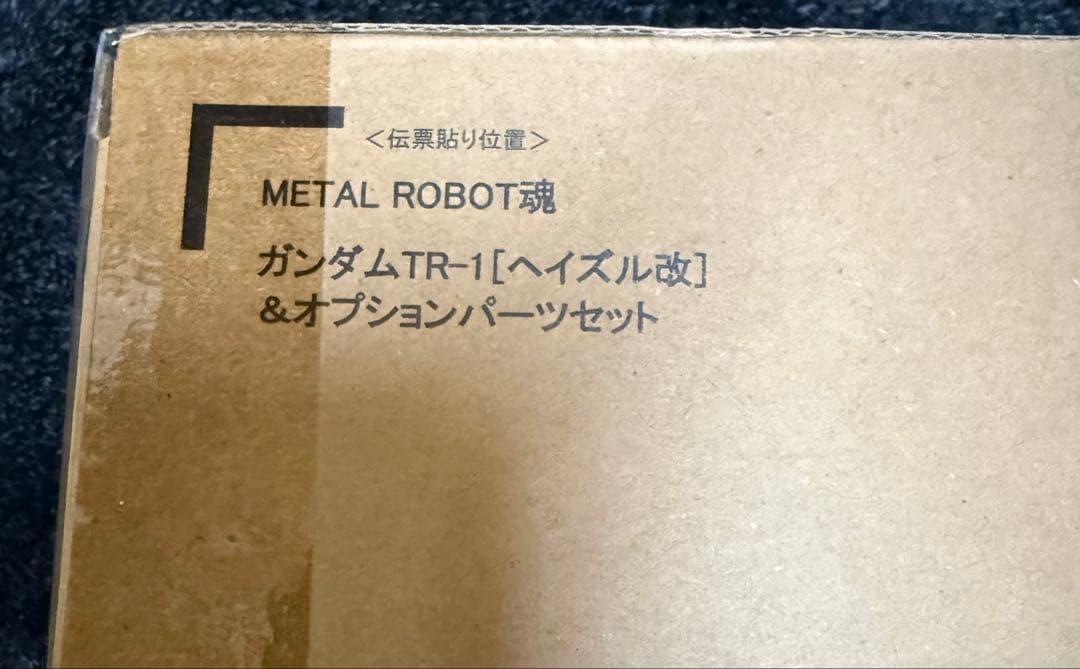 ＜伝票貼り位置＞
METAL ROBOT魂
ガンダムTR-1[ヘイズル改]
&オプションパーツセット